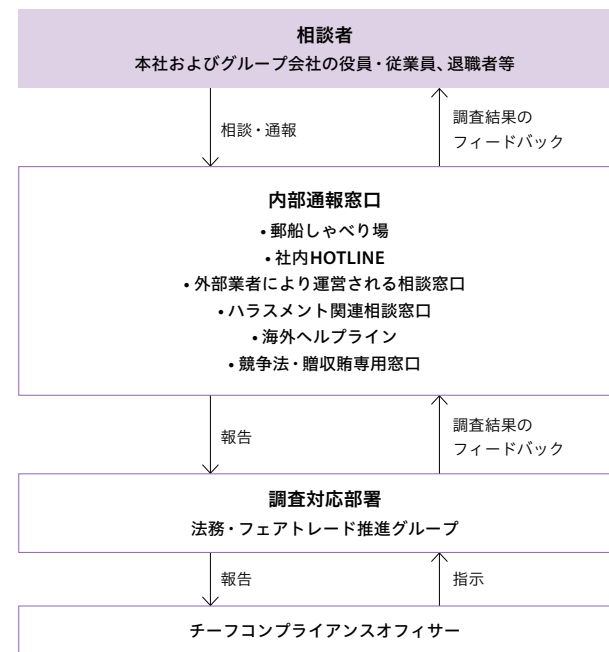 相談者
本社およびグループ会社の役員・従業員、退職者等
相談・通報
調査結果の
フィードバック
内部通報窓口
• 郵船しゃべり場
• 社内HOTLINE
• 外部業者により運営される相談窓口
• ハラスメント関連相談窓口
• 海外ヘルプライン
• 競争法・贈収賄専用窓口
報告
調査結果の
フィードバック
調査対応部署
法務・フェアトレード推進グループ
報告
指示
チーフコンプライアンスオフィサー